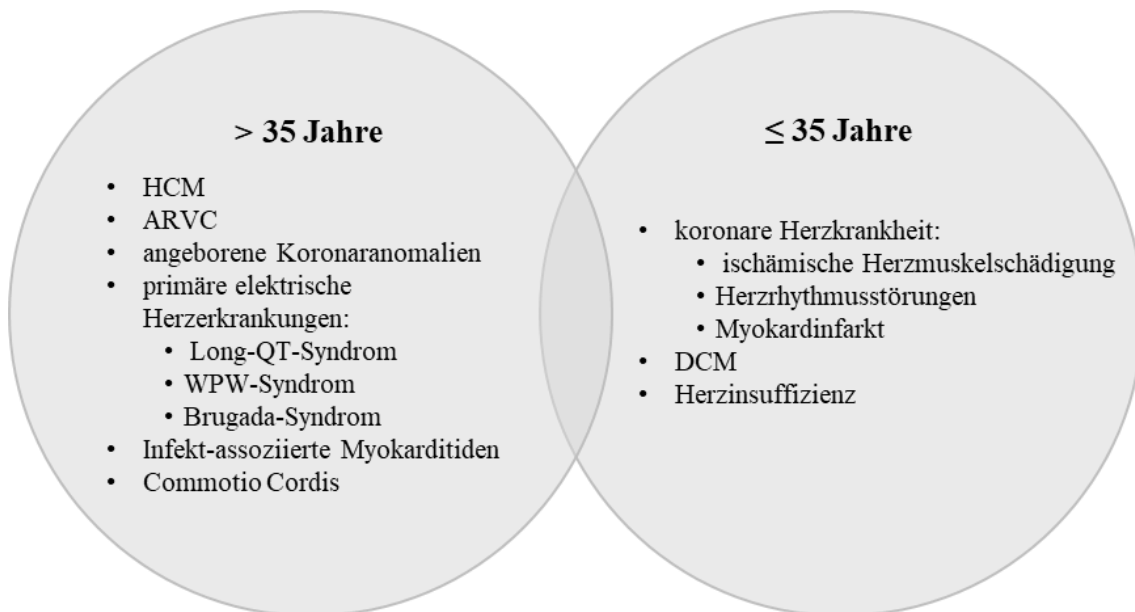 > 35 Jahre
• HCM
• ARVC
• angeborene Koronaranomalien
• primäre elektrische
Herzerkrankungen:
• Long-QT-Syndrom
• WPW-Syndrom
• Brugada-Syndrom
• Infekt-assoziierte Myokarditiden
• Commotio Cordis
≤ 35 Jahre
• koronare Herzkrankheit:
• ischämische Herzmuskelschädigung
• Herzrhythmusstörungen
• Myokardinfarkt
• DCM
• Herzinsuffizienz